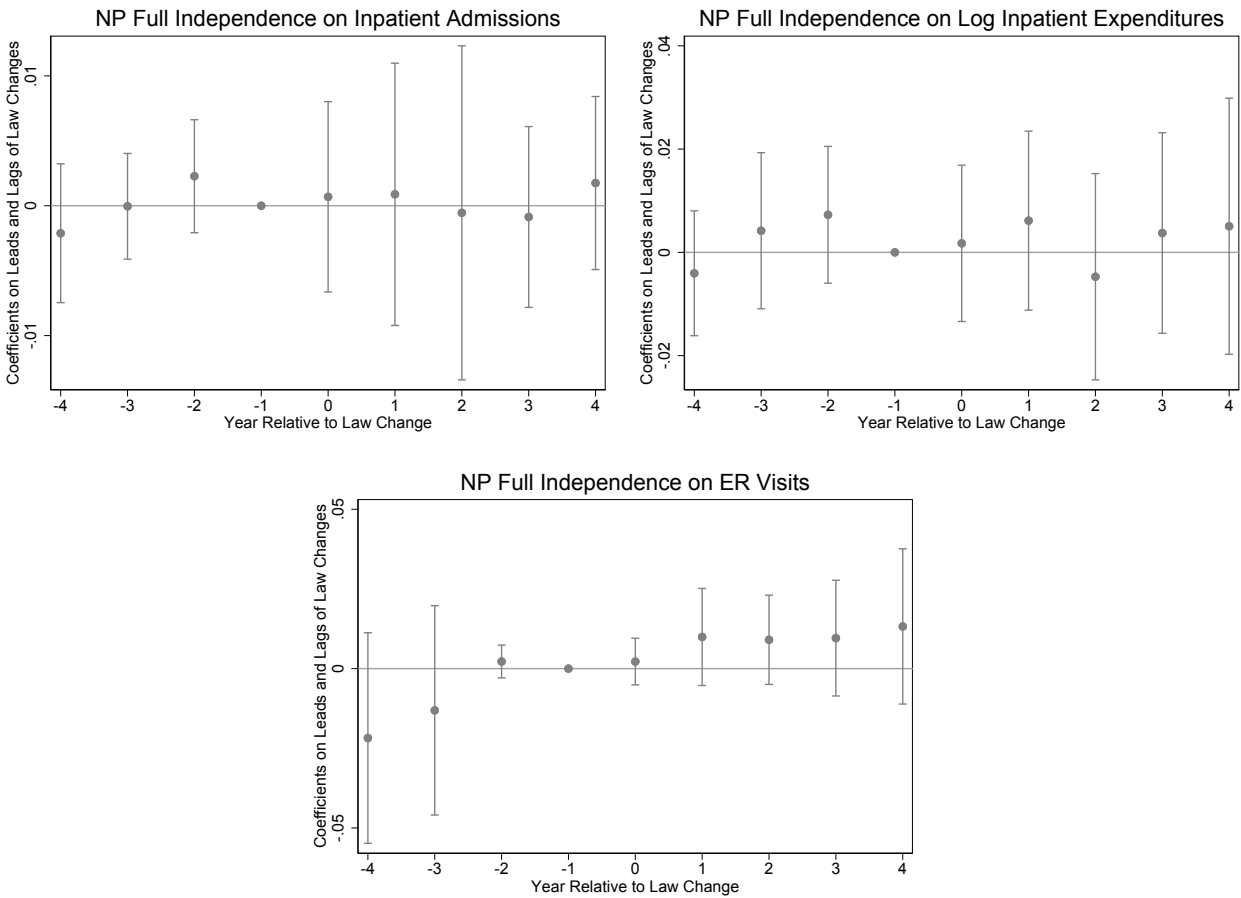 NP Full Independence on Inpatient Admissions
Coefficients on Leads and Lags of Law Changes
.01
0
-.01
-4 -3 -2 -1 0 1 2 3 4
Year Relative to Law Change
NP Full Independence on Log Inpatient Expenditures
Coefficients on Leads and Lags of Law Changes
.04
.02
0
-.02
-4 -3 -2 -1 0 1 2 3 4
Year Relative to Law Change
NP Full Independence on ER Visits
Coefficients on Leads and Lags of Law Changes
.05
0
-.05
-4 -3 -2 -1 0 1 2 3 4
Year Relative to Law Change